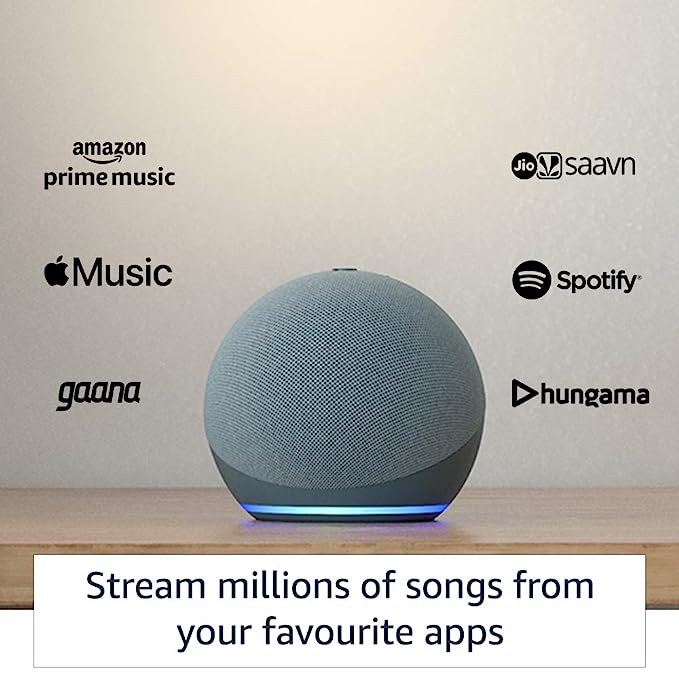 amazon
prime music
Music
gaana
Jio saavn
Spotify
hungama
Stream millions of songs from
your favourite apps